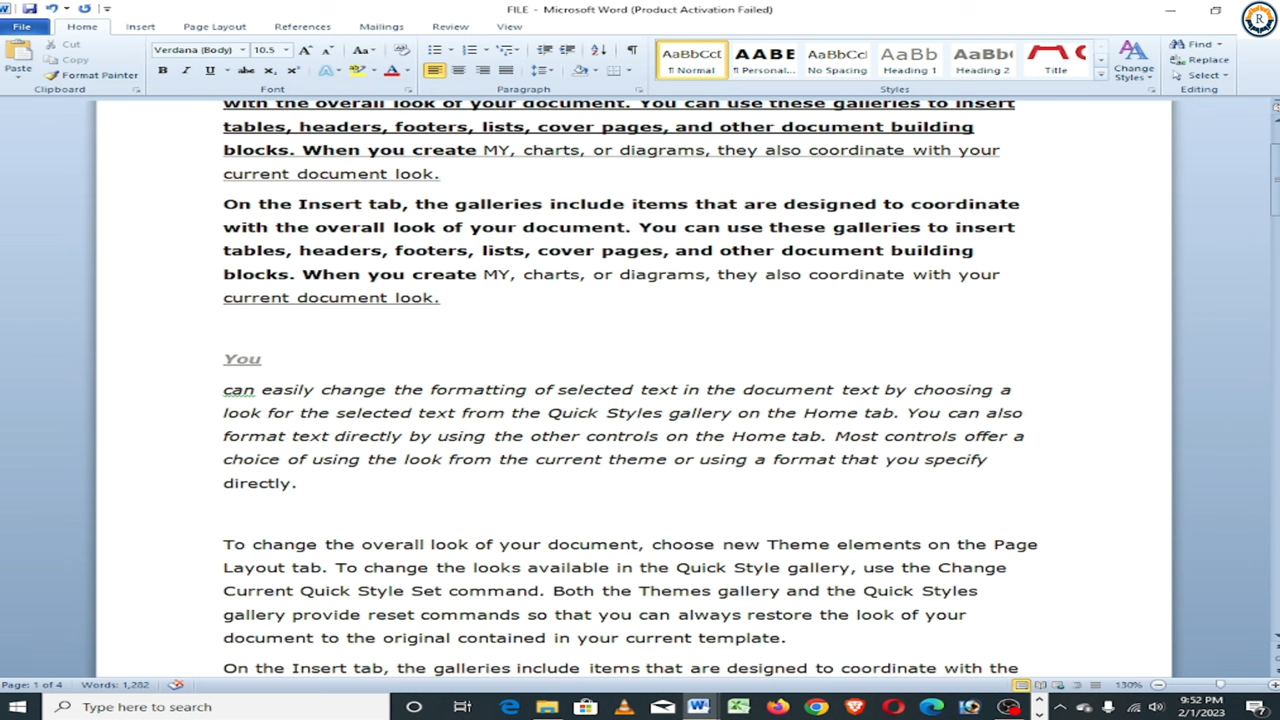 FILE - Microsoft Word (Product Activation Failed)
File Home Insert Page Layout References Mailings Review View
Cut
Copy
Format Painter
Paste
Clipboard
Verdana (Body) 10.5
Font
Paragraph
AaBbCcD AABE AaBbCcI AaBb AaBb( 
¶ Normal ¶ Personal... ¶ No Spacing Heading 1 Heading 2 Title
Styles
Change Styles
Find
Replace
Select
Editing
with the overall look of your document. You can use these galleries to insert
tables, headers, footers, lists, cover pages, and other document building
blocks. When you create MY, charts, or diagrams, they also coordinate with your
current document look.
On the Insert tab, the galleries include items that are designed to coordinate
with the overall look of your document. You can use these galleries to insert
tables, headers, footers, lists, cover pages, and other document building
blocks. When you create MY, charts, or diagrams, they also coordinate with your
current document look.
You
can easily change the formatting of selected text in the document text by choosing a
look for the selected text from the Quick Styles gallery on the Home tab. You can also
format text directly by using the other controls on the Home tab. Most controls offer a
choice of using the look from the current theme or using a format that you specify
directly.
To change the overall look of your document, choose new Theme elements on the Page
Layout tab. To change the looks available in the Quick Style gallery, use the Change
Current Quick Style Set command. Both the Themes gallery and the Quick Styles
gallery provide reset commands so that you can always restore the look of your
document to the original contained in your current template.
On the Insert tab, the galleries include items that are designed to coordinate with the
Page: 1 of 4 Words: 1,282 130%
Type here to search
9:52 PM
2/1/2023